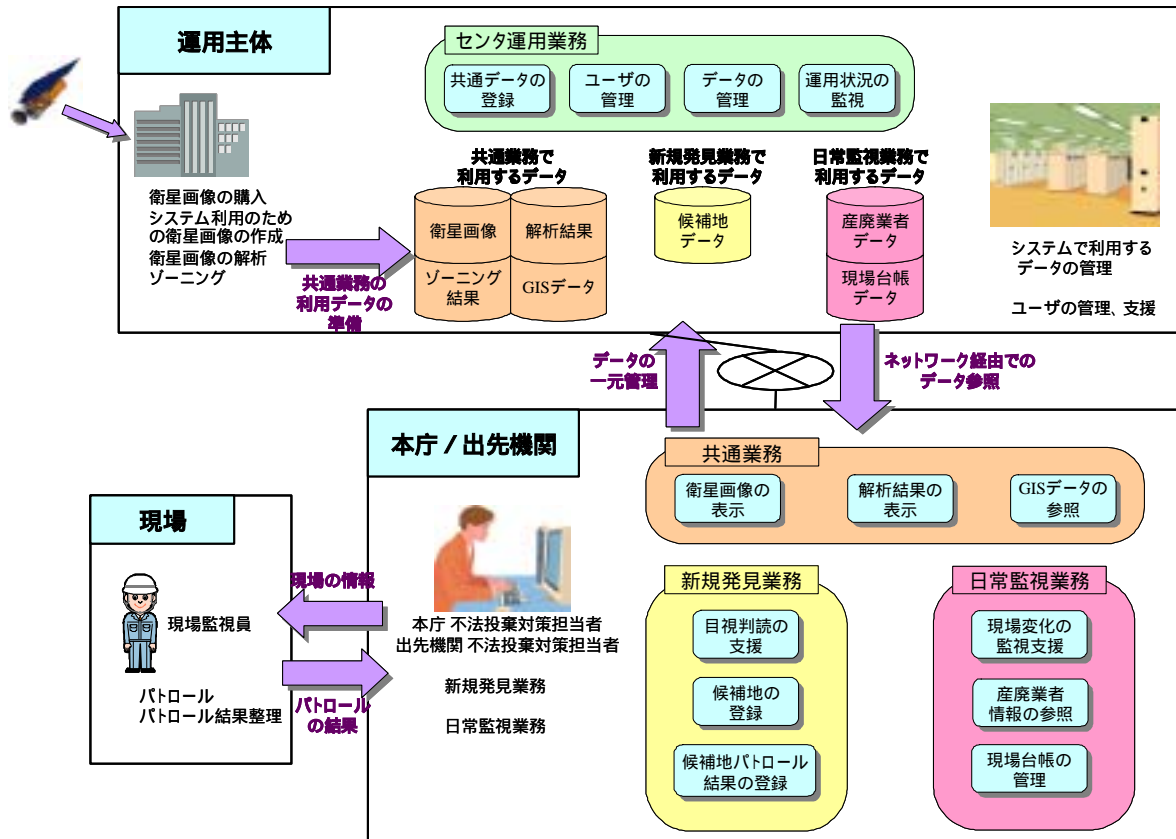 運用主体
センタ運用業務
共通データの
登録
ユーザの
管理
データの
管理
運用状況の
監視
衛星画像の購入
システム利用のため
の衛星画像の作成
衛星画像の解析
ゾーニング
共通業務の
利用データの
準備
共通業務で
利用するデータ
衛星画像
解析結果
ゾーニング
結果
GISデータ
新規発見業務で
利用するデータ
候補地
データ
日常監視業務で
利用するデータ
産廃業者
データ
現場台帳
データ
システムで利用する
データの管理
ユーザの管理、支援
データの
一元管理
ネットワーク経由での
データ参照
本庁 / 出先機関
共通業務
衛星画像の
表示
解析結果の
表示
GISデータの
参照
現場
現場監視員
パトロール
パトロール結果整理
現場の情報
パトロール
の結果
本庁 不法投棄対策担当者
出先機関 不法投棄対策担当者
新規発見業務
日常監視業務
新規発見業務
目視判読の
支援
候補地の
登録
候補地パトロール
結果の登録
日常監視業務
現場変化の
監視支援
産廃業者
情報の参照
現場台帳の
管理